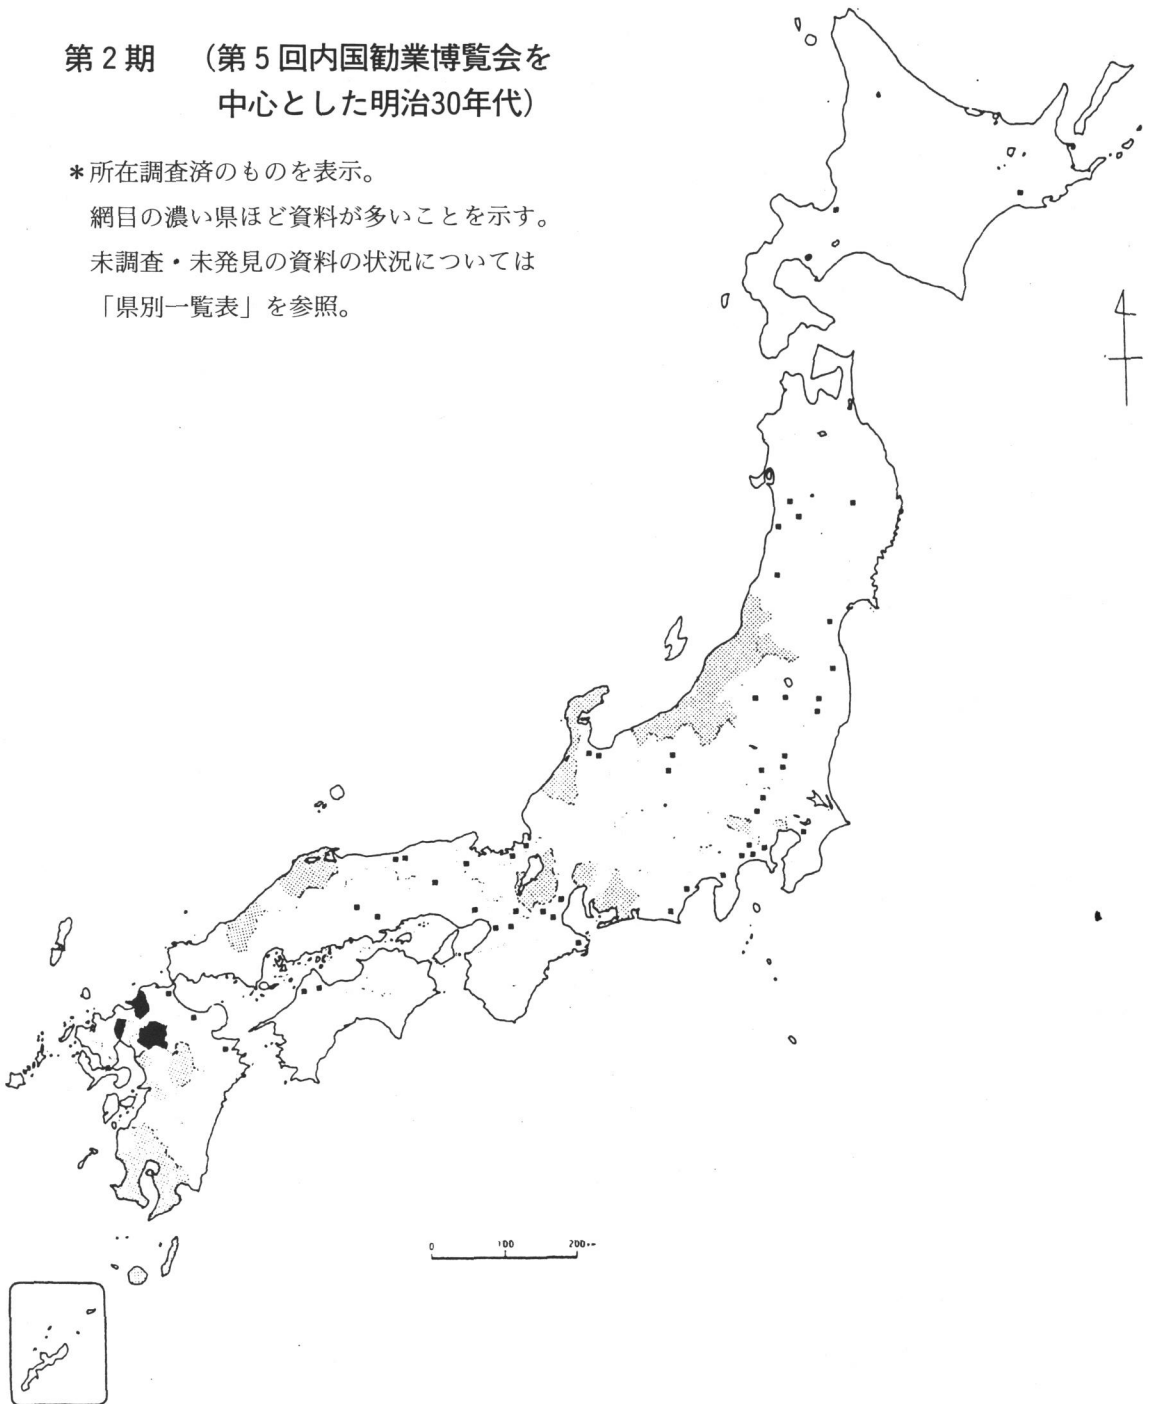 第2期 (第5回内国勧業博覧会を
中心とした明治30年代)
*所在調査済のものを表示。
網目の濃い県ほど資料が多いことを示す。
未調査・未発見の資料の状況については
「県別一覧表」を参照。
0 100 200